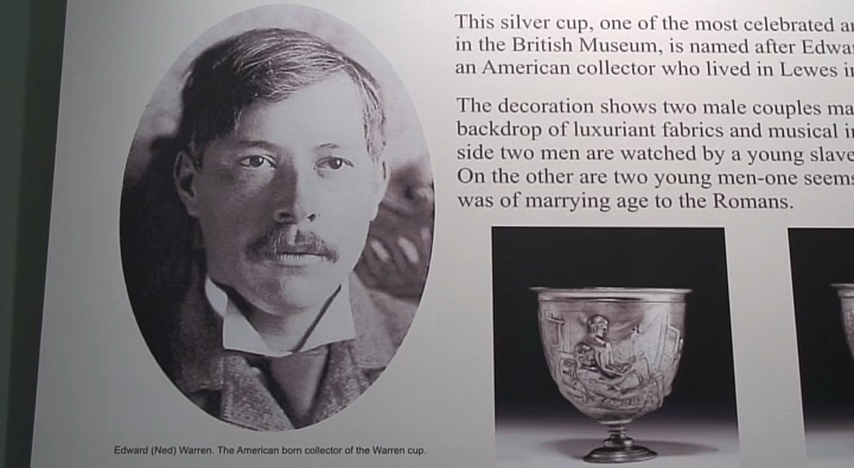 This silver cup, one of the most celebrated
in the British Museum, is named after
an American collector who lived in Lewes
The decoration shows two male couples
backdrop of luxuriant fabrics and musical
side two men are watched by a young slave
On the other are two young men-one seems
was of marrying age to the Romans.
Edward (Ned) Warren. The American born collector of the Warren cup.